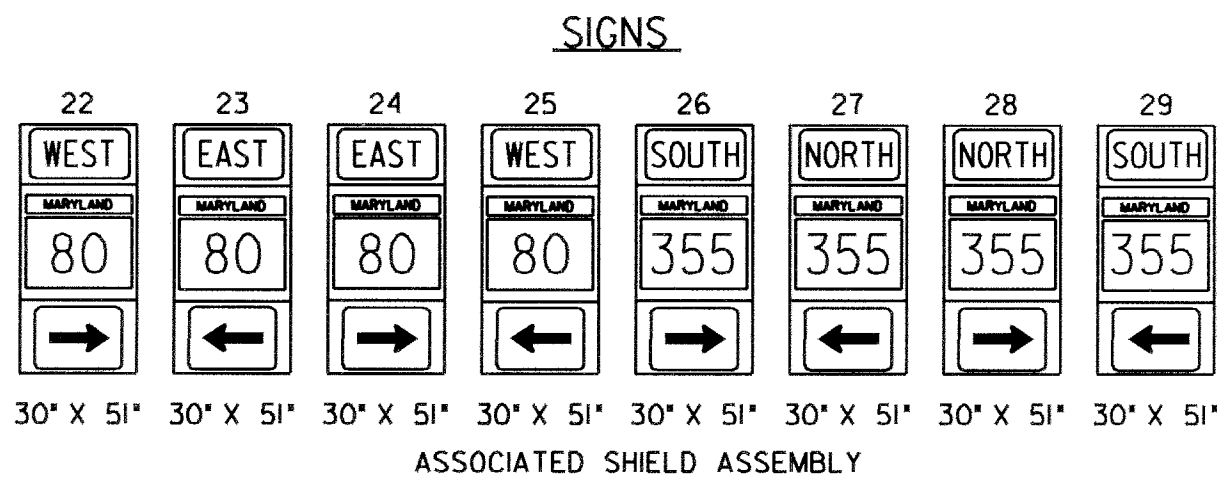 SIGNS
22 23 24 25 26 27 28 29
WEST EAST EAST WEST SOUTH NORTH NORTH SOUTH
MARYLAND MARYLAND MARYLAND MARYLAND MARYLAND MARYLAND MARYLAND MARYLAND
80 80 80 80 355 355 355 355
30" X 51" 30" X 51" 30" X 51" 30" X 51" 30" X 51" 30" X 51" 30" X 51" 30" X 51"
ASSOCIATED SHIELD ASSEMBLY